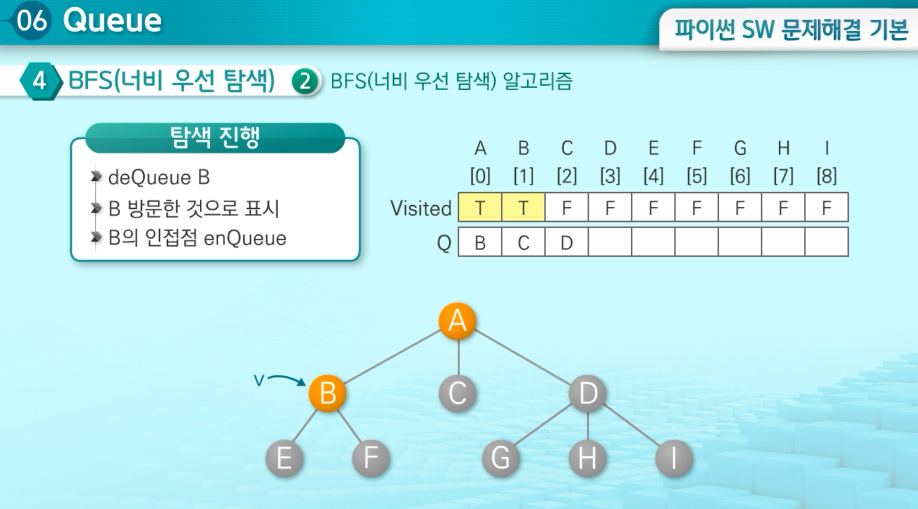 06 Queue
파이썬 SW 문제해결 기본
4 BFS(너비 우선 탐색) 2 BFS(너비 우선 탐색) 알고리즘
탐색 진행
deQueue B
B 방문한 것으로 표시
B의 인접점 enQueue
A B C D E F G H I
[0] [1] [2] [3] [4] [5] [6] [7] [8]
Visited T T F F F F F F F
Q B C D
A
V B C D
E F G H I